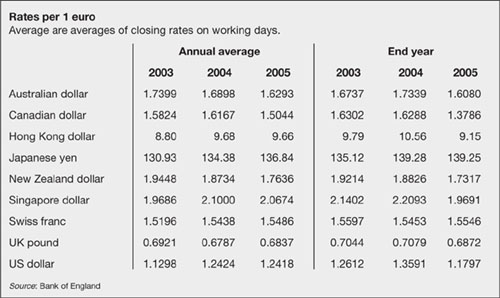 Rates per 1 euro
Average are averages of closing rates on working days.
Annual average End year
2003 2004 2005 2003 2004 2005
Australian dollar 1.7399 1.6898 1.6293 1.6737 1.7339 1.6080
Canadian dollar 1.5824 1.6167 1.5044 1.6302 1.6288 1.3786
Hong Kong dollar 8.80 9.68 9.66 9.79 10.56 9.15
Japanese yen 130.93 134.38 136.84 135.12 139.28 139.25
New Zealand dollar 1.9448 1.8734 1.7636 1.9214 1.8826 1.7317
Singapore dollar 1.9686 2.1000 2.0674 2.1402 2.2093 1.9691
Swiss franc 1.5196 1.5438 1.5486 1.5597 1.5453 1.5546
UK pound 0.6921 0.6787 0.6837 0.7044 0.7079 0.6872
US dollar 1.1298 1.2424 1.2418 1.2612 1.3591 1.1797
Source: Bank of England